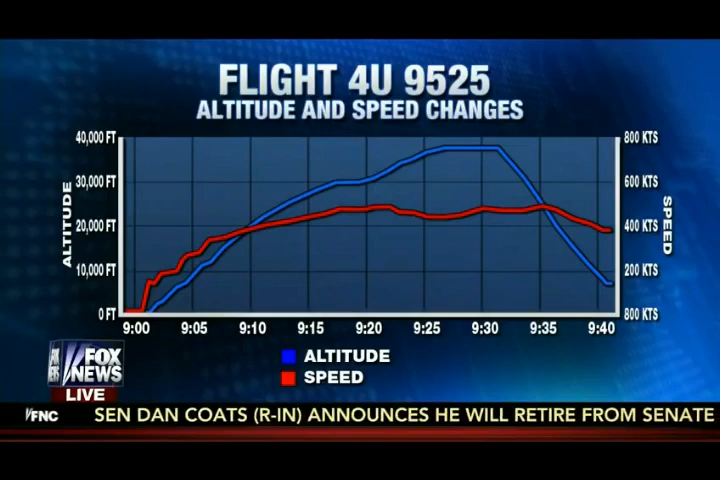 FLIGHT 4U 9525
ALTITUDE AND SPEED CHANGES
40,000 FT
30,000 FT
20,000 FT
10,000 FT
0 FT
ALTITUDE
800 KTS
600 KTS
400 KTS
200 KTS
800 KTS
SPEED
9:00 9:05 9:10 9:15 9:20 9:25 9:30 9:35 9:40
ALTITUDE
SPEED
FOX
NEWS
LIVE
FNC SEN DAN COATS (R-IN) ANNOUNCES HE WILL RETIRE FROM SENATE